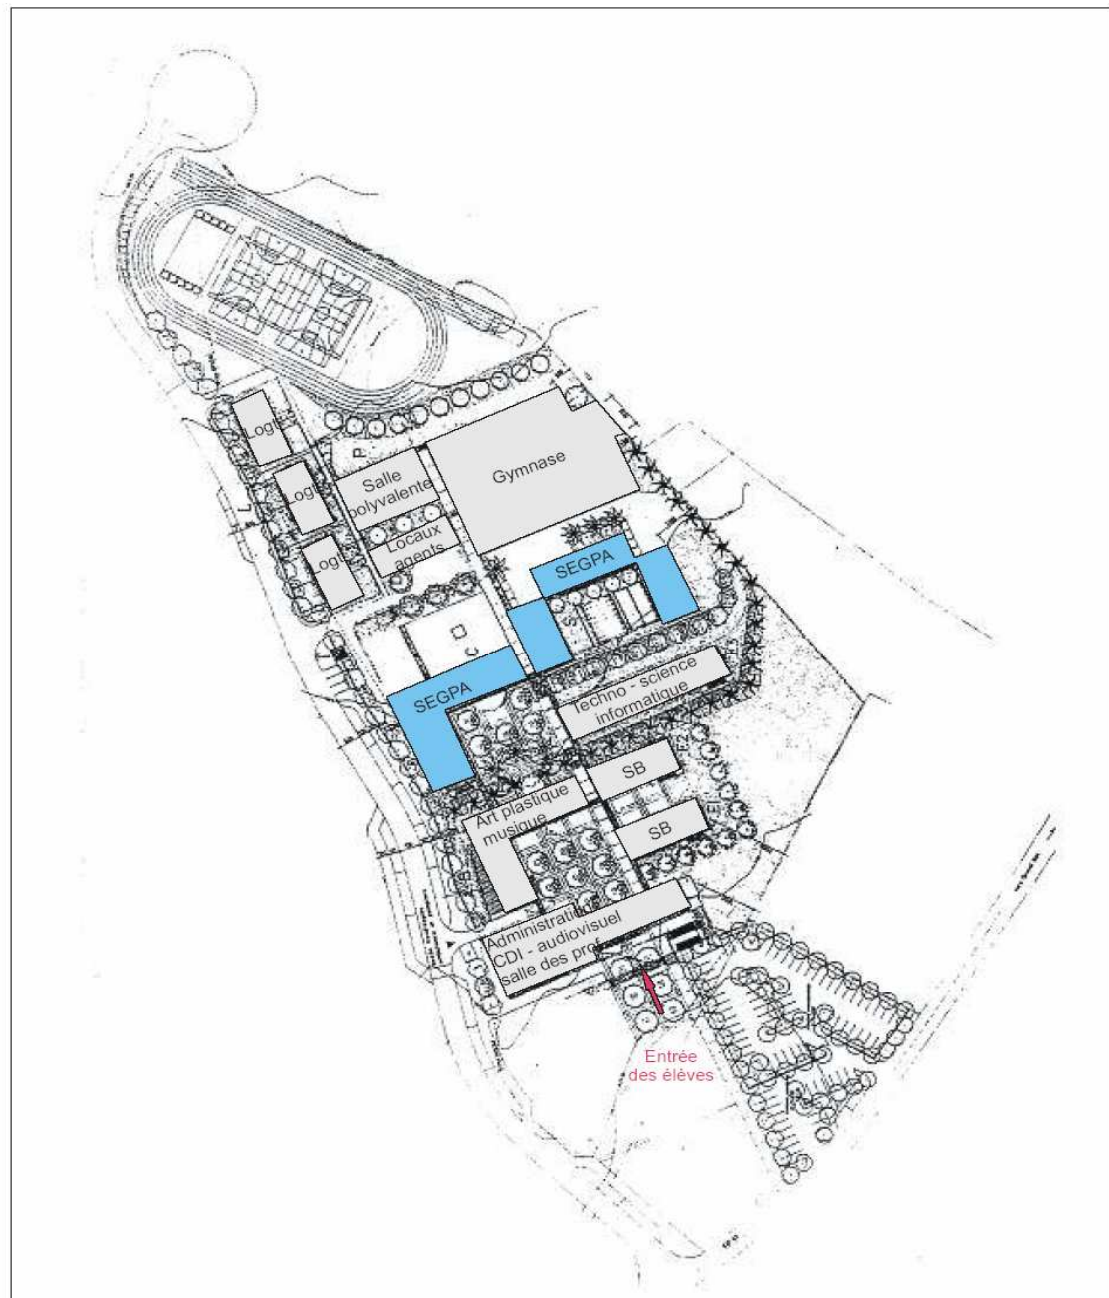 Logt
Logt
Logt
Salle
polyvalente
Gymnase
Locaux
agents
SEGPA
SEGPA
Techno - science
informatique
SB
Art plastique
musique
SB
Administration
CDI - audiovisuel
salle des prof
Entrée
des élèves